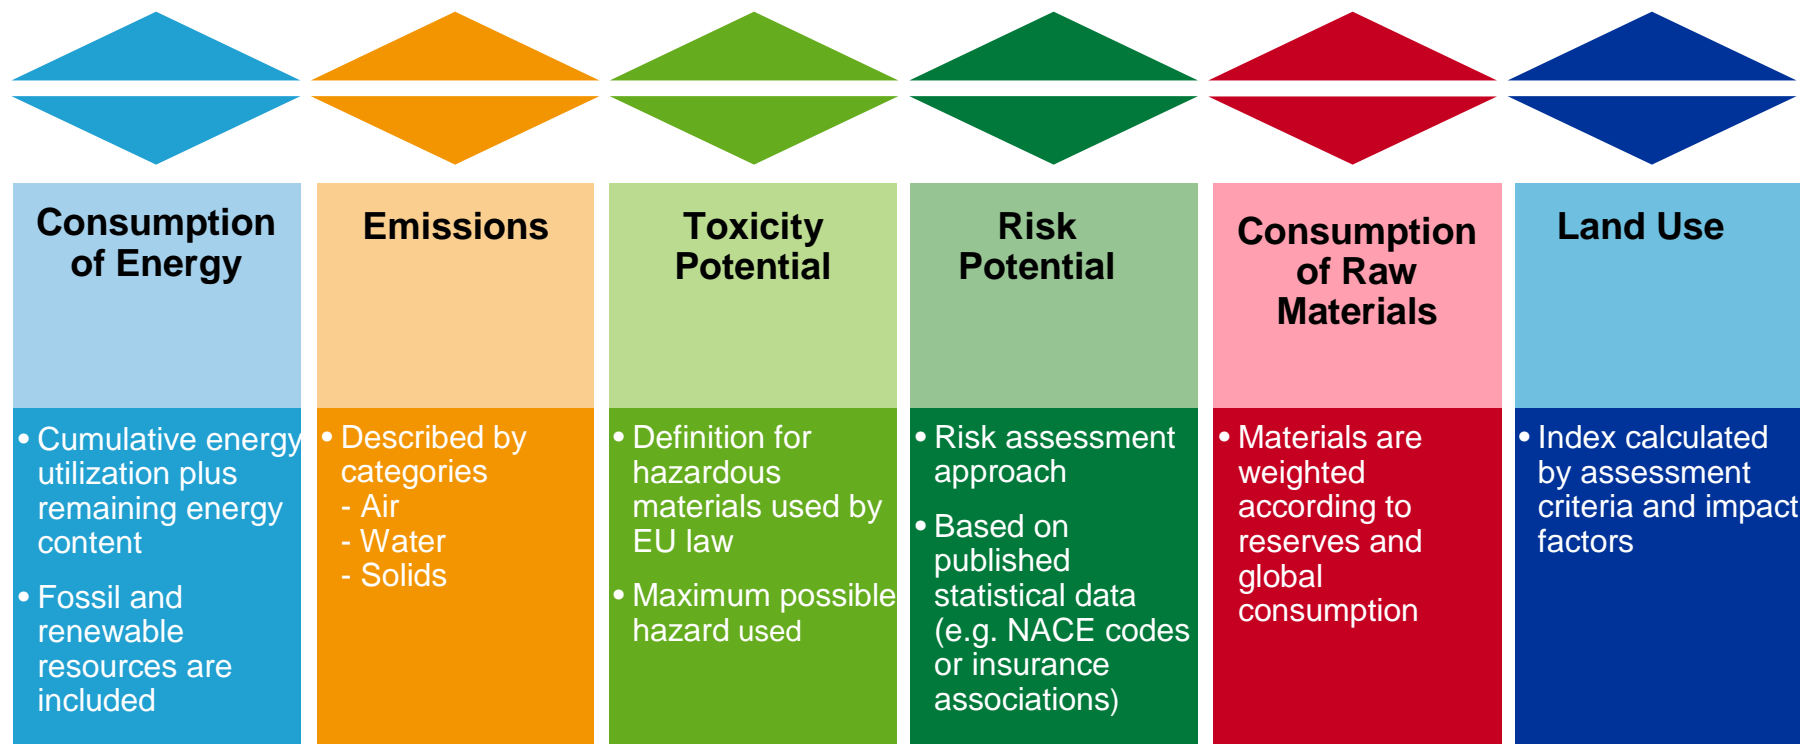 Consumption
of Energy
• Cumulative energy
utilization plus
remaining energy
content
• Fossil and
renewable
resources are
included
Emissions
• Described by
categories
- Air
- Water
- Solids
Toxicity
Potential
• Definition for
hazardous
materials used by
EU law
• Maximum possible
hazard used
Risk
Potential
• Risk assessment
approach
• Based on
published
statistical data
(e.g. NACE codes
or insurance
associations)
Consumption
of Raw
Materials
• Materials are
weighted
according to
reserves and
global
consumption
Land Use
• Index calculated
by assessment
criteria and impact
factors